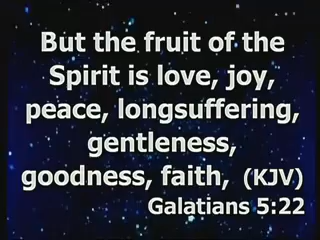 But the fruit of the
Spirit is love, joy,
peace, longsuffering,
gentleness,
goodness, faith, (KJV)
Galatians 5:22